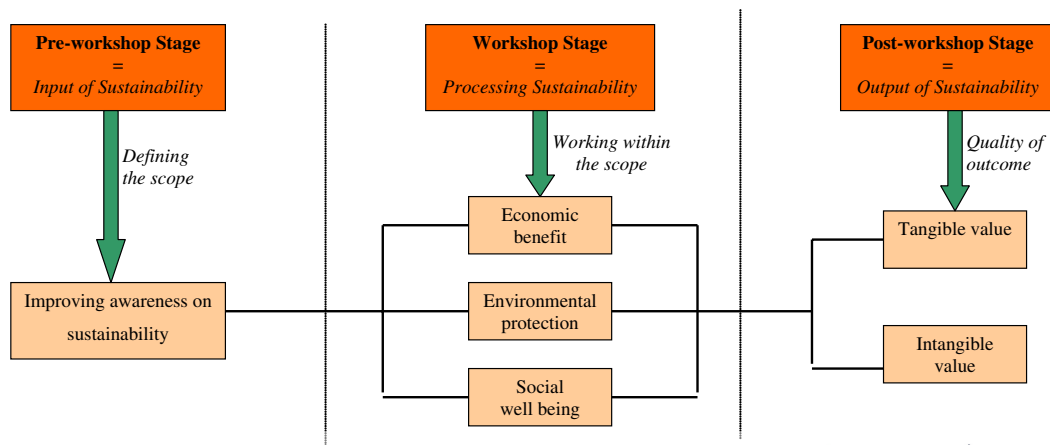 Pre-workshop Stage
=
Input of Sustainability
Defining
the scope
Improving awareness on
sustainability
Workshop Stage
=
Processing Sustainability
Working within
the scope
Economic
benefit
Environmental
protection
Social
well being
Post-workshop Stage
=
Output of Sustainability
Quality of
outcome
Tangible value
Intangible
value